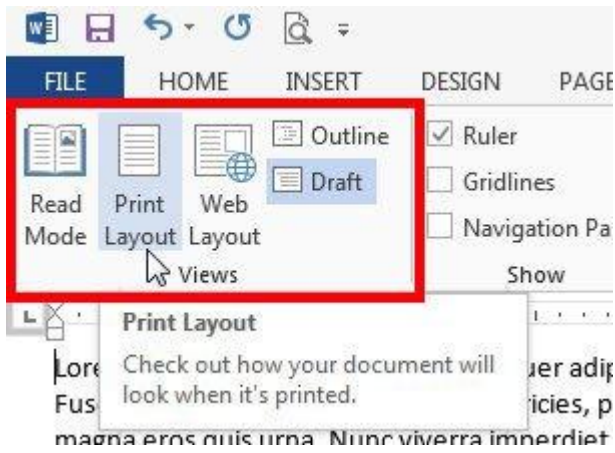 FILE HOME INSERT DESIGN PAGE
Outline Ruler
Draft Gridlines
Read Print Web
Mode Layout Layout Navigation Pa
Views Show
Print Layout
Check out how your document will
look when it's printed.
Lore uer adip
Fus ricies, p
magna eros quis urna. Nunc viverra imperdiet